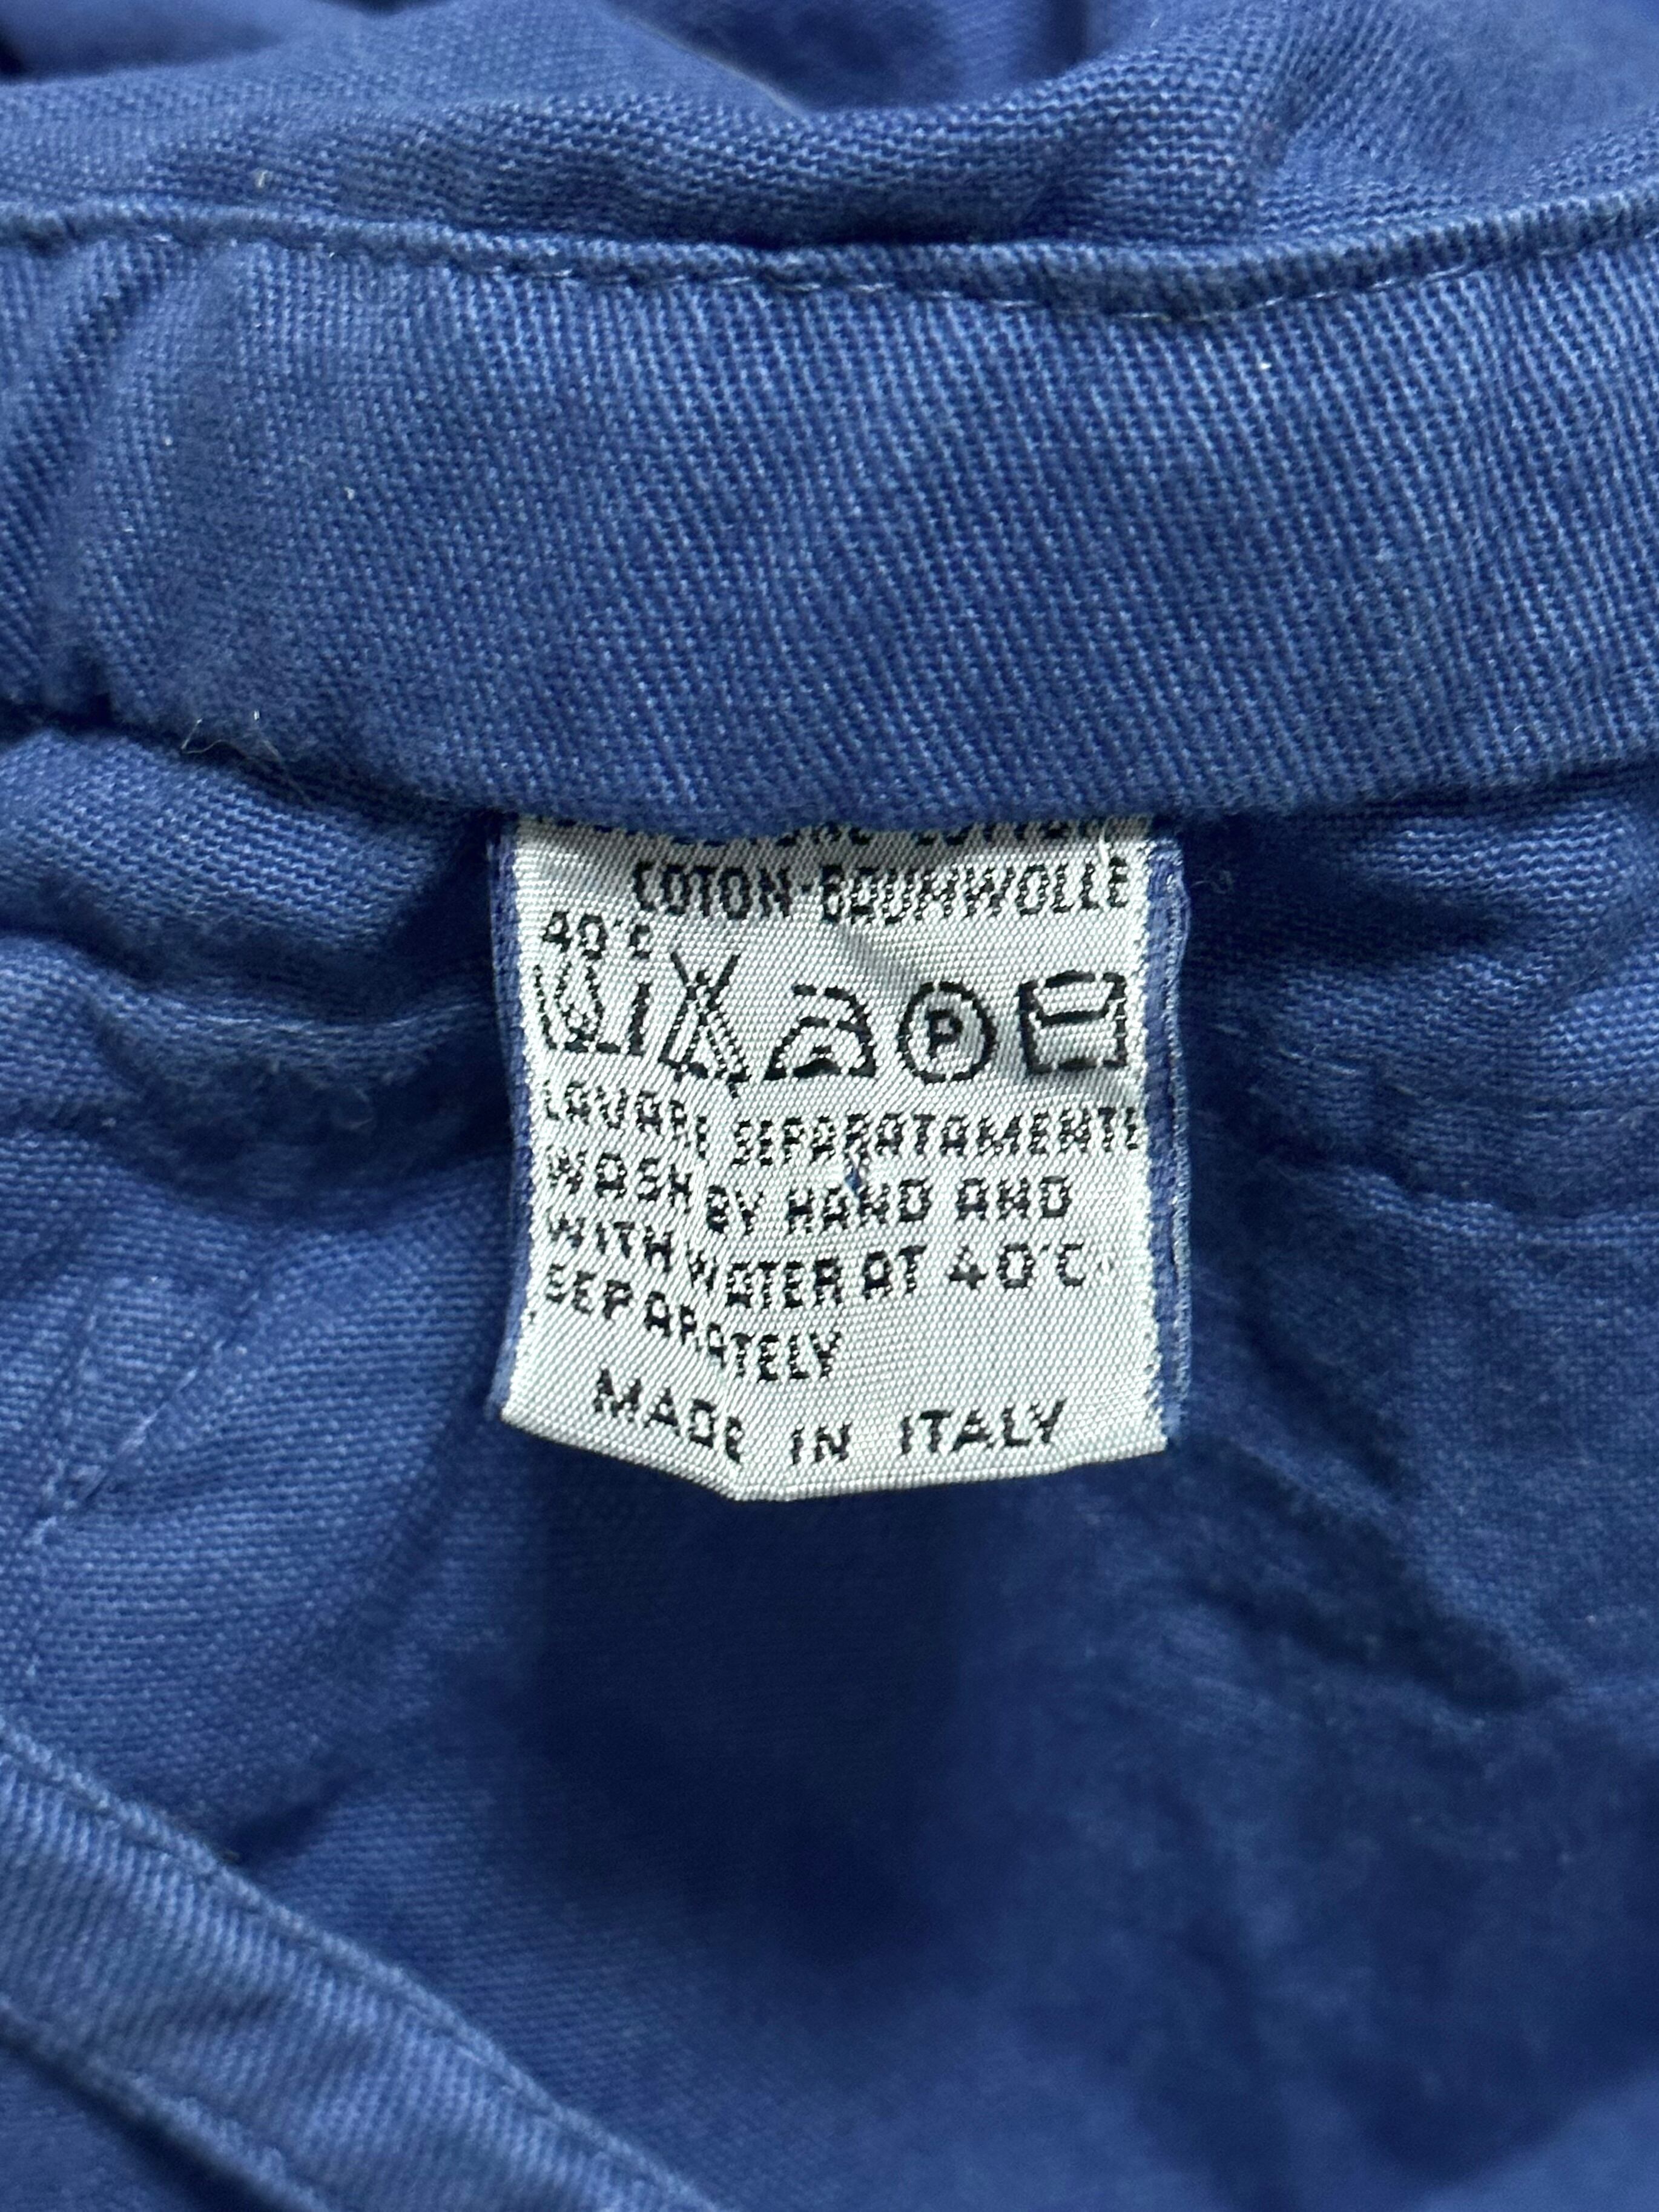 COTON-BAUMWOLLE
40°C
P
LAVARE SEPARATAMENTE
WASH BY HAND AND
WITH WATER AT 40°C
SEPARATELY
MADE IN ITALY